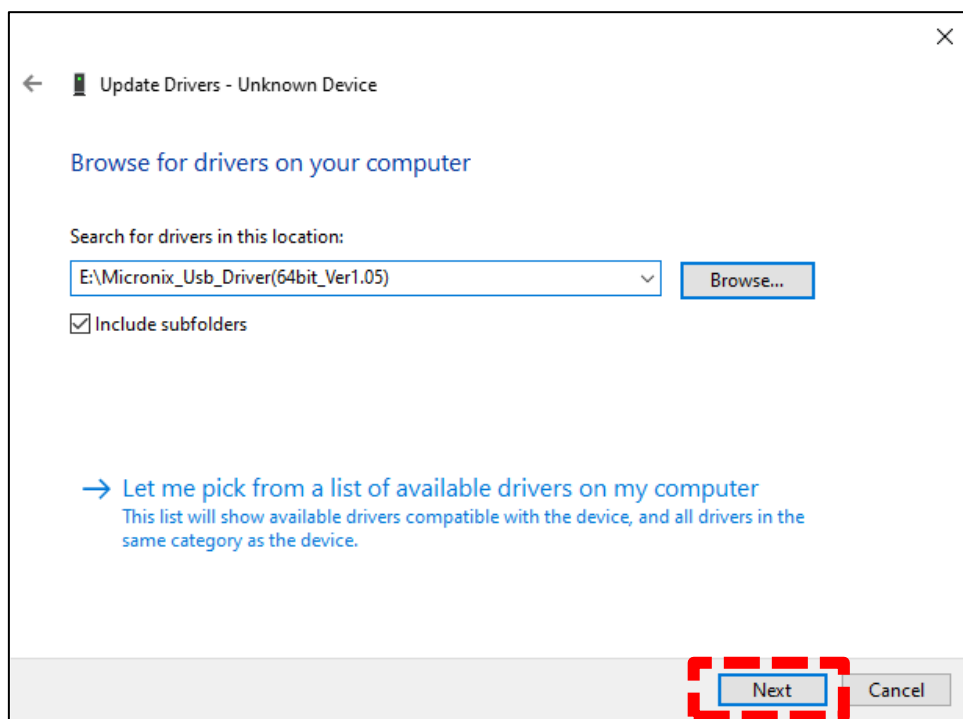 Update Drivers - Unknown Device
Browse for drivers on your computer
Search for drivers in this location:
E:\Micronix_Usb_Driver(64bit_Ver1.05)
Browse...
Include subfolders
Let me pick from a list of available drivers on my computer
This list will show available drivers compatible with the device, and all drivers in the
same category as the device.
Next
Cancel